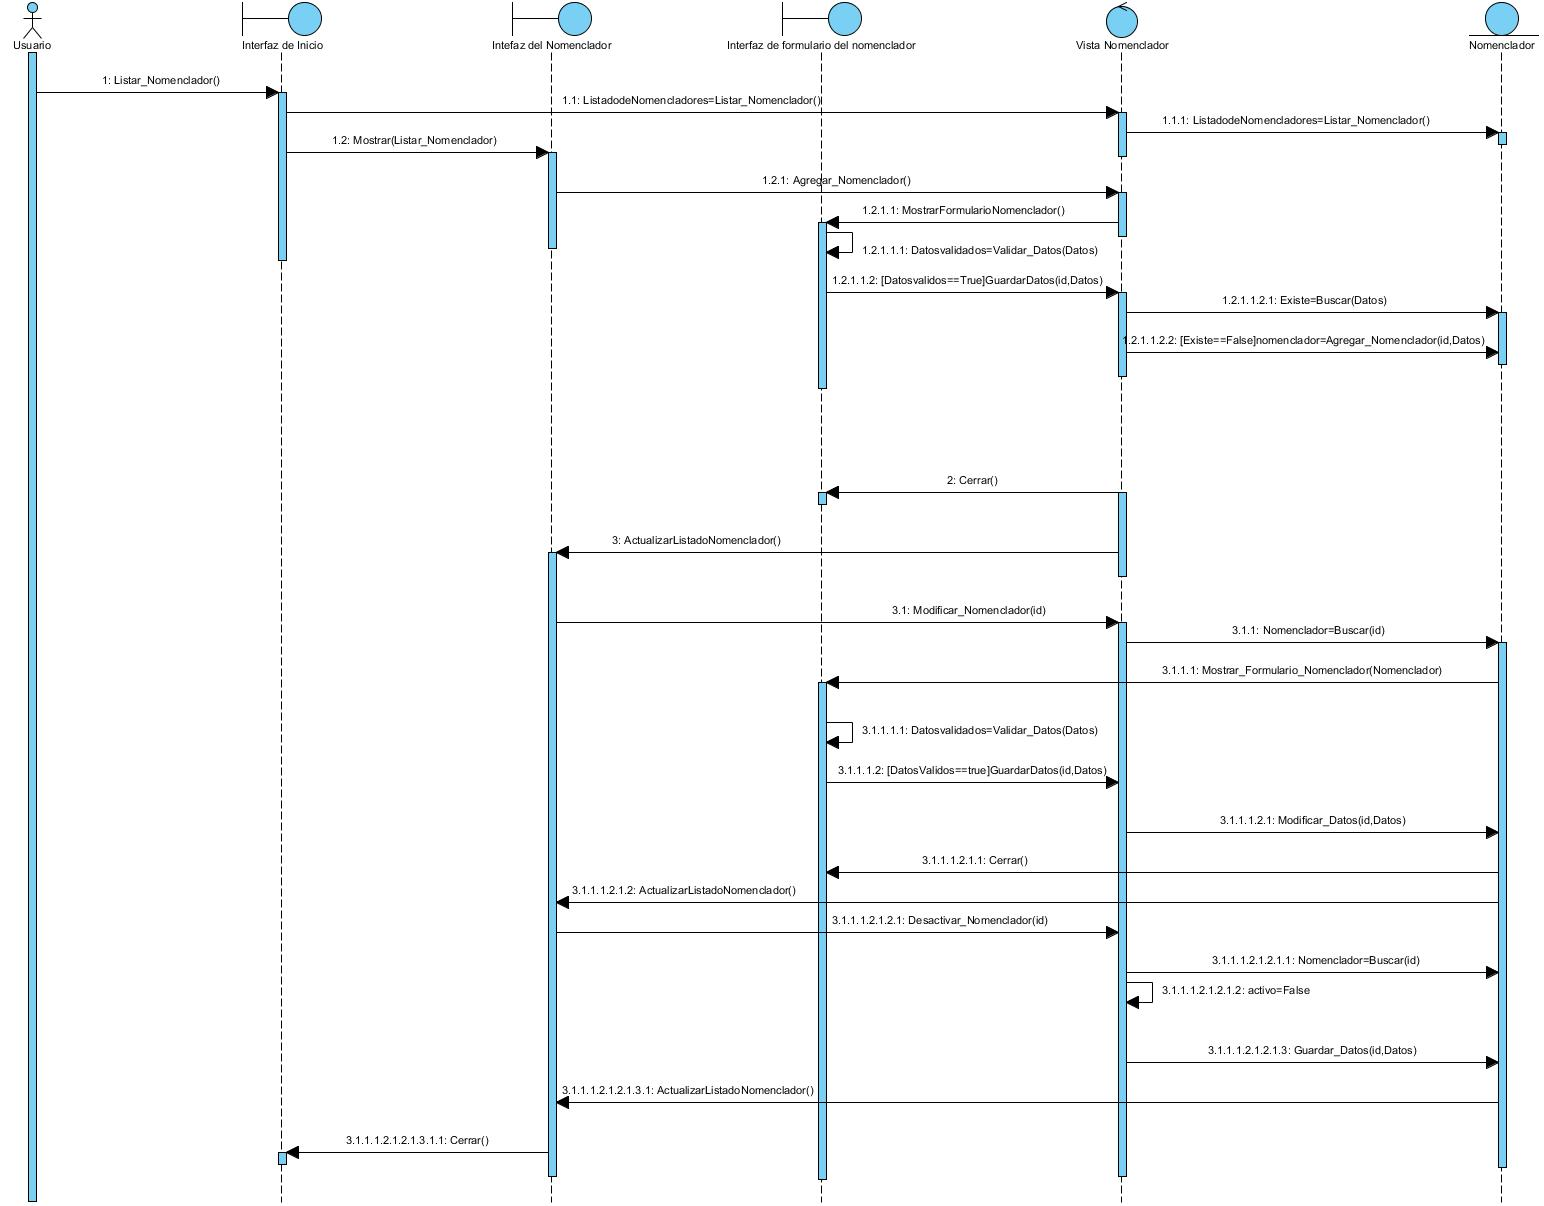 Usuario
Interfaz de Inicio
Intefaz del Nomenclador
Interfaz de formulario del nomenclador
Vista Nomenclador
Nomenclador
1: Listar_Nomenclador()
1.1: ListadodeNomencladores=Listar_Nomenclador()
1.1.1: ListadodeNomencladores=Listar_Nomenclador()
1.2: Mostrar(Listar_Nomenclador)
1.2.1: Agregar_Nomenclador()
1.2.1.1: MostrarFormularioNomenclador()
1.2.1.1.1: Datosvalidados=Validar_Datos(Datos)
1.2.1.1.2: [Datosvalidos==True]GuardarDatos(id,Datos)
1.2.1.1.2.1: Existe=Buscar(Datos)
1.2.1.1.2.2: [Existe==False]nomenclador=Agregar_Nomenclador(id,Datos)
2: Cerrar()
3: ActualizarListadoNomenclador()
3.1: Modificar_Nomenclador(id)
3.1.1: Nomenclador=Buscar(id)
3.1.1.1: Mostrar_Formulario_Nomenclador(Nomenclador)
3.1.1.1.1: Datosvalidados=Validar_Datos(Datos)
3.1.1.1.2: [DatosValidos==true]GuardarDatos(id,Datos)
3.1.1.1.2.1: Modificar_Datos(id,Datos)
3.1.1.1.2.1.1: Cerrar()
3.1.1.1.2.1.2: ActualizarListadoNomenclador()
3.1.1.1.2.1.2.1: Desactivar_Nomenclador(id)
3.1.1.1.2.1.2.1.1: Nomenclador=Buscar(id)
3.1.1.1.2.1.2.1.2: activo=False
3.1.1.1.2.1.2.1.3: Guardar_Datos(id,Datos)
3.1.1.1.2.1.2.1.3.1: ActualizarListadoNomenclador()
3.1.1.1.2.1.2.1.3.1.1: Cerrar()